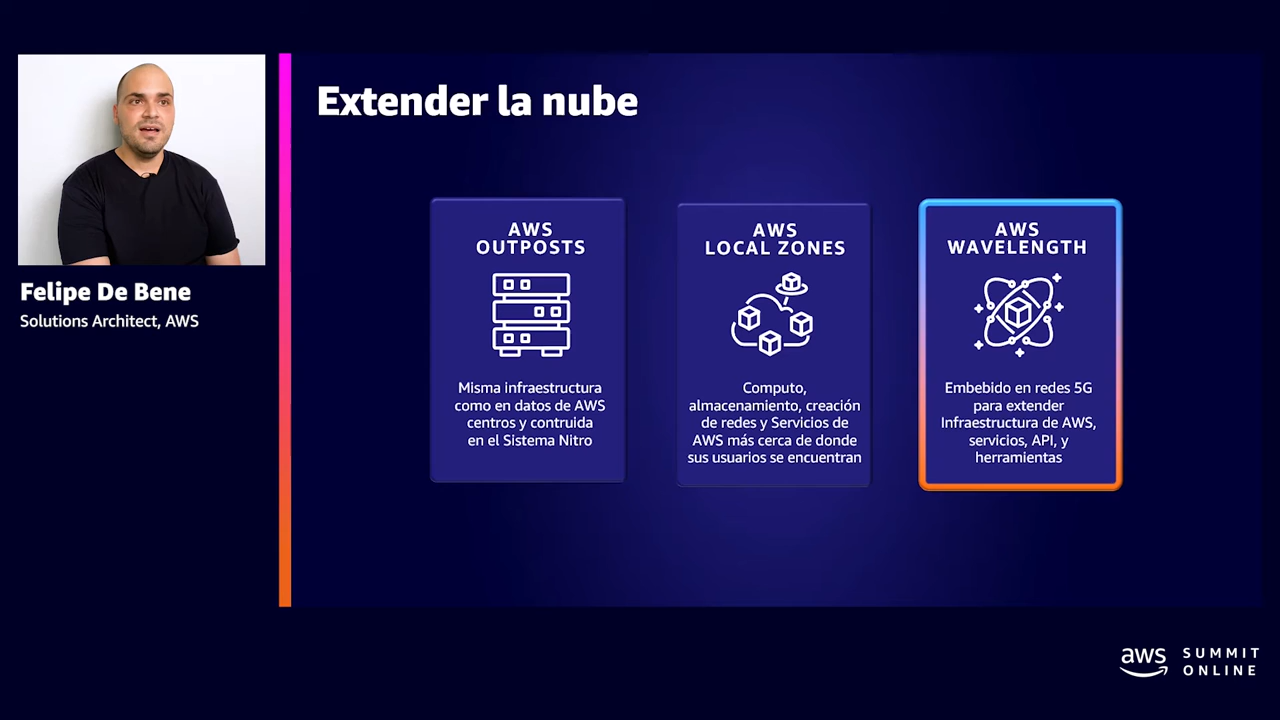 Extender la nube
AWS
OUTPOSTS
Misma infraestructura
como en datos de AWS
centros y contruida
en el Sistema Nitro
AWS
LOCAL ZONES
Computo,
almacenamiento, creación
de redes y Servicios de
AWS más cerca de donde
sus usuarios se encuentran
AWS
WAVELENGTH
Embebido en redes 5G
para extender
Infraestructura de AWS,
servicios, API, y
herramientas
Felipe De Bene
Solutions Architect, AWS
aws
SUMMIT
ONLINE